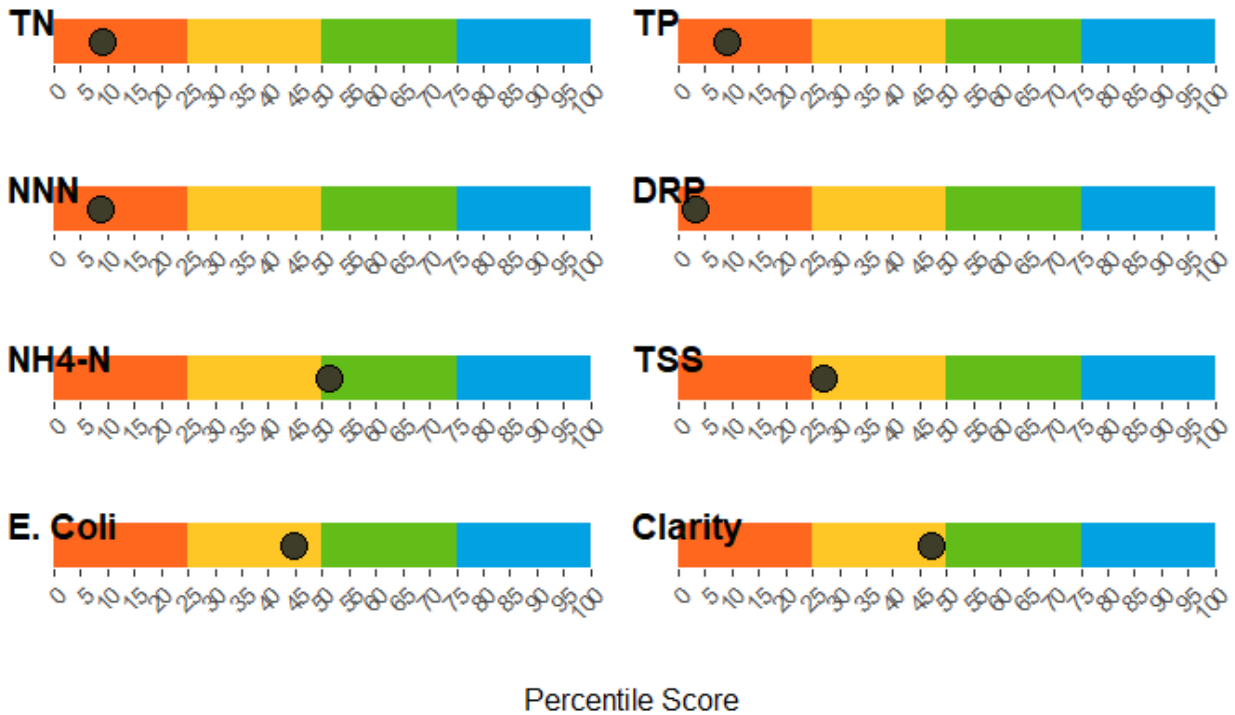 TN TP
0 5 10 15 20 25 30 35 40 45 50 55 60 65 70 75 80 85 90 95 100 0 5 10 15 20 25 30 35 40 45 50 55 60 65 70 75 80 85 90 95 100
NNN DRP
0 5 10 15 20 25 30 35 40 45 50 55 60 65 70 75 80 85 90 95 100 0 5 10 15 20 25 30 35 40 45 50 55 60 65 70 75 80 85 90 95 100
NH4-N TSS
0 5 10 15 20 25 30 35 40 45 50 55 60 65 70 75 80 85 90 95 100 0 5 10 15 20 25 30 35 40 45 50 55 60 65 70 75 80 85 90 95 100
E. Coli Clarity
0 5 10 15 20 25 30 35 40 45 50 55 60 65 70 75 80 85 90 95 100 0 5 10 15 20 25 30 35 40 45 50 55 60 65 70 75 80 85 90 95 100
Percentile Score